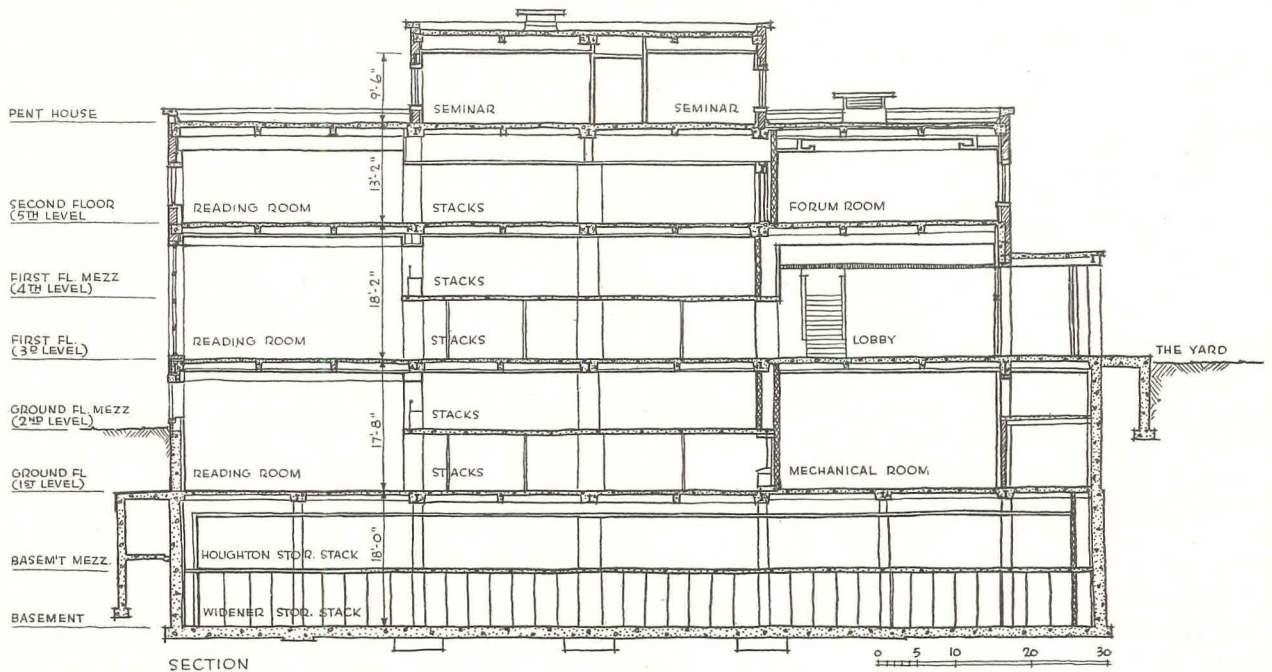 9'-6"
SEMINAR
SEMINAR
PENT HOUSE
13'-2"
SECOND FLOOR
(5TH LEVEL
READING ROOM
STACKS
FORUM ROOM
FIRST FL. MEZZ
(4TH LEVEL)
STACKS
18'-2"
FIRST FL.
(3D LEVEL)
READING ROOM
STACKS
LOBBY
THE YARD
GROUND FL. MEZZ
(2ND LEVEL)
STACKS
17'-8"
GROUND FL
(1ST LEVEL)
READING ROOM
STACKS
MECHANICAL ROOM
18'-0"
BASEM'T MEZZ.
HOUGHTON STOR. STACK
BASEMENT
WIDENER STOR. STACK
SECTION
0 5 10 20 30